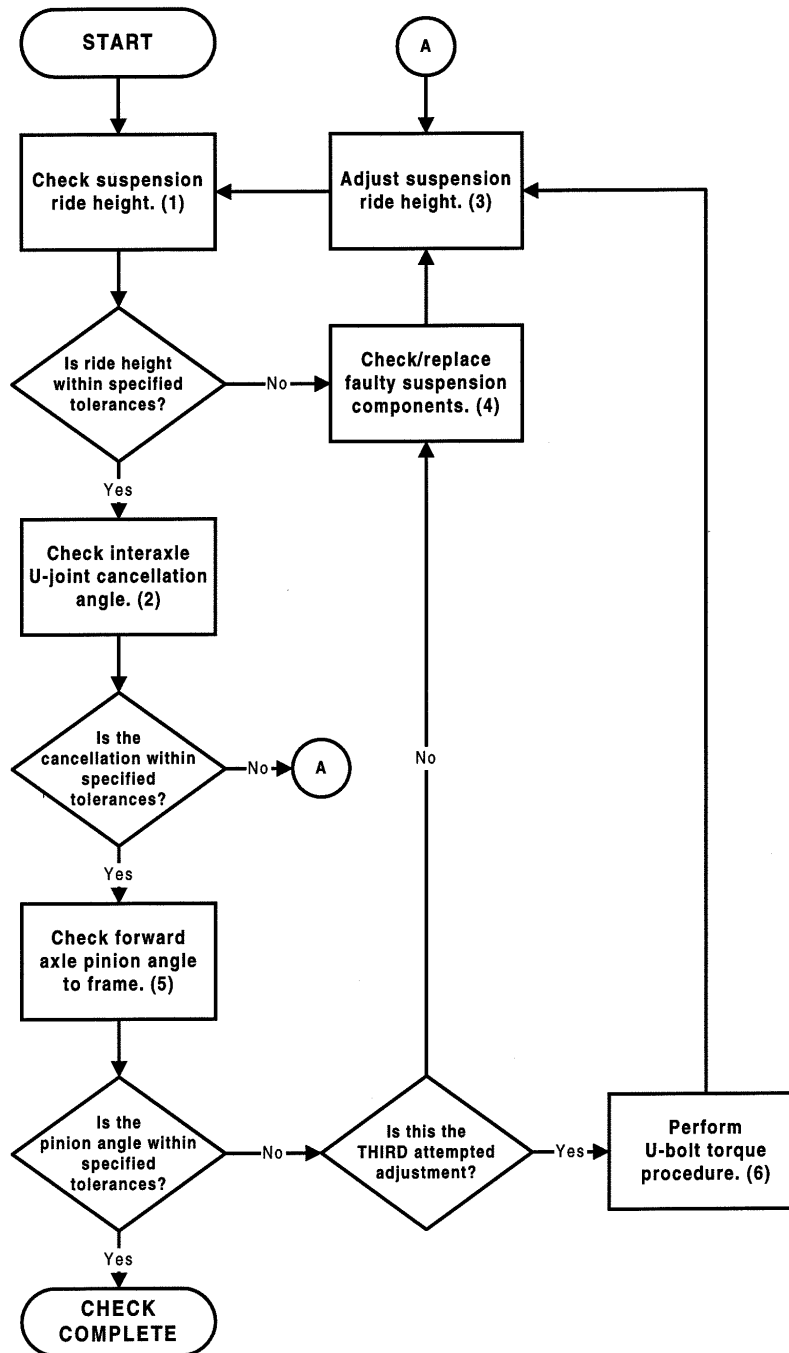 START
A
Check suspension
ride height. (1)
Adjust suspension
ride height. (3)
Is ride height
within specified
tolerances?
No
Check/replace
faulty suspension
components. (4)
Yes
Check interaxle
U-joint cancellation
angle. (2)
Is the
cancellation within
specified
tolerances?
No
A
No
Yes
Check forward
axle pinion angle
to frame. (5)
Is the
pinion angle within
specified
tolerances?
No
Is this the
THIRD attempted
adjustment?
Yes
Perform
U-bolt torque
procedure. (6)
Yes
CHECK
COMPLETE